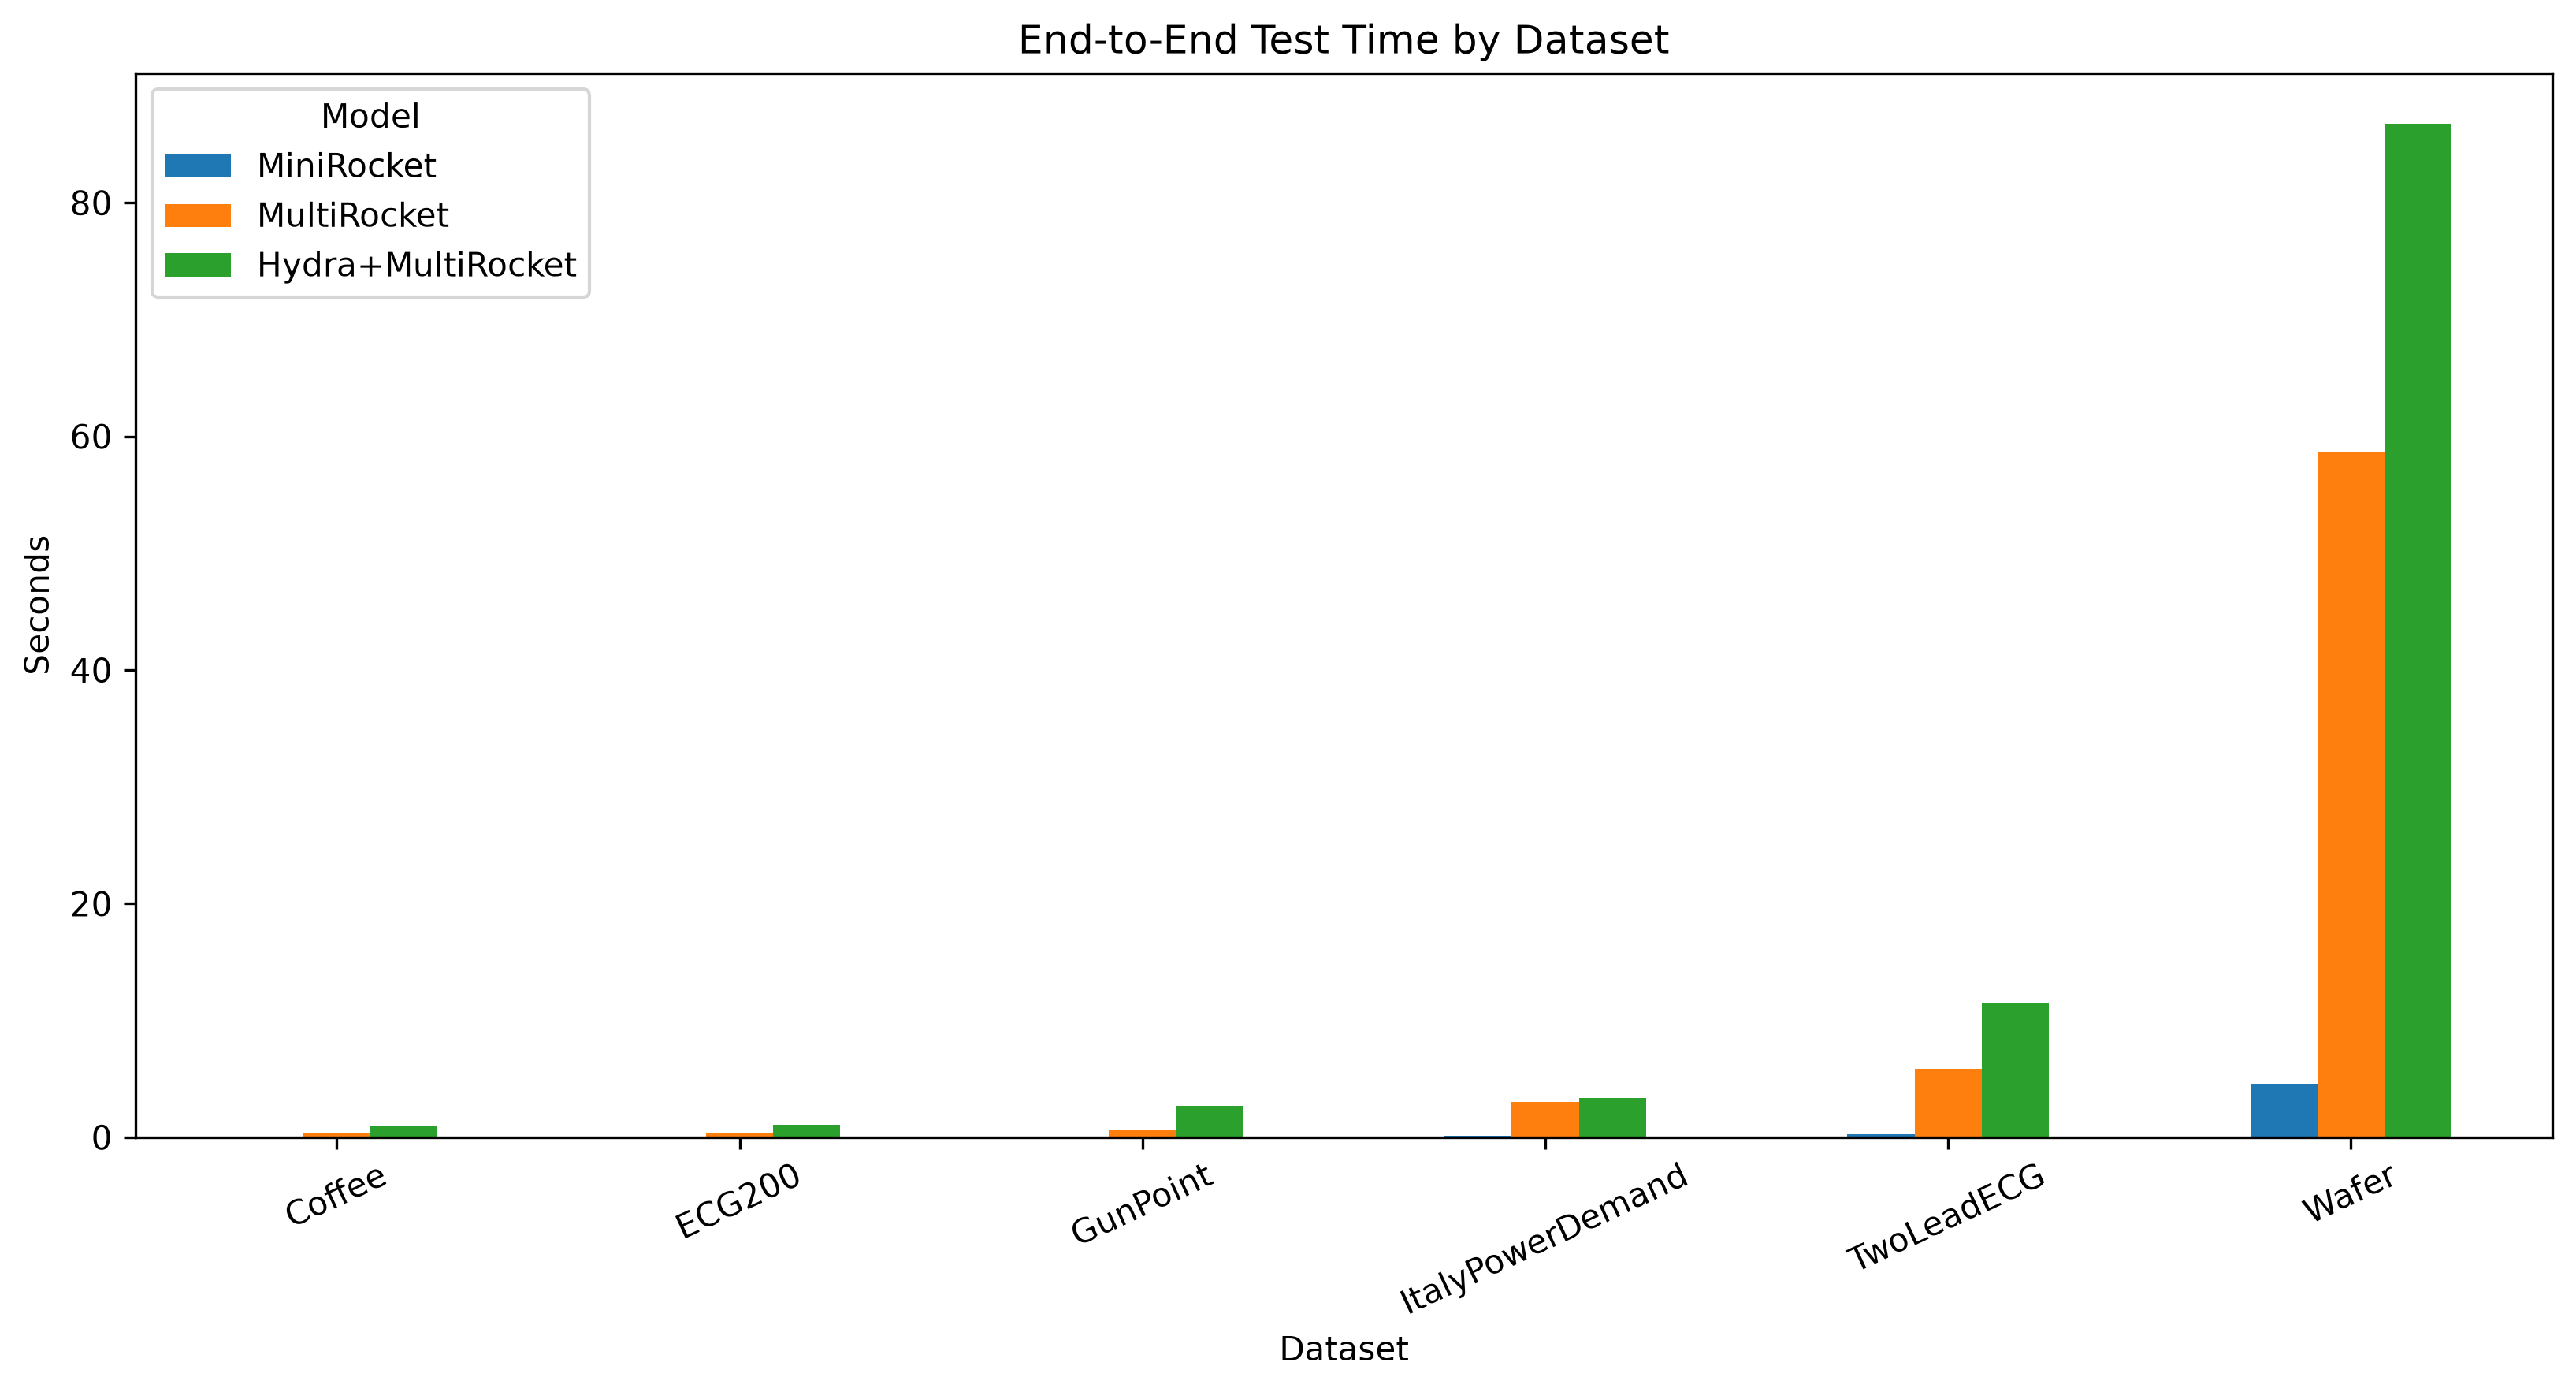 End-to-End Test Time by Dataset
Model
MiniRocket
MultiRocket
Hydra+MultiRocket
80
60
40
20
0
Seconds
Coffee
ECG200
GunPoint
ItalyPowerDemand
TwoLeadECG
Wafer
Dataset